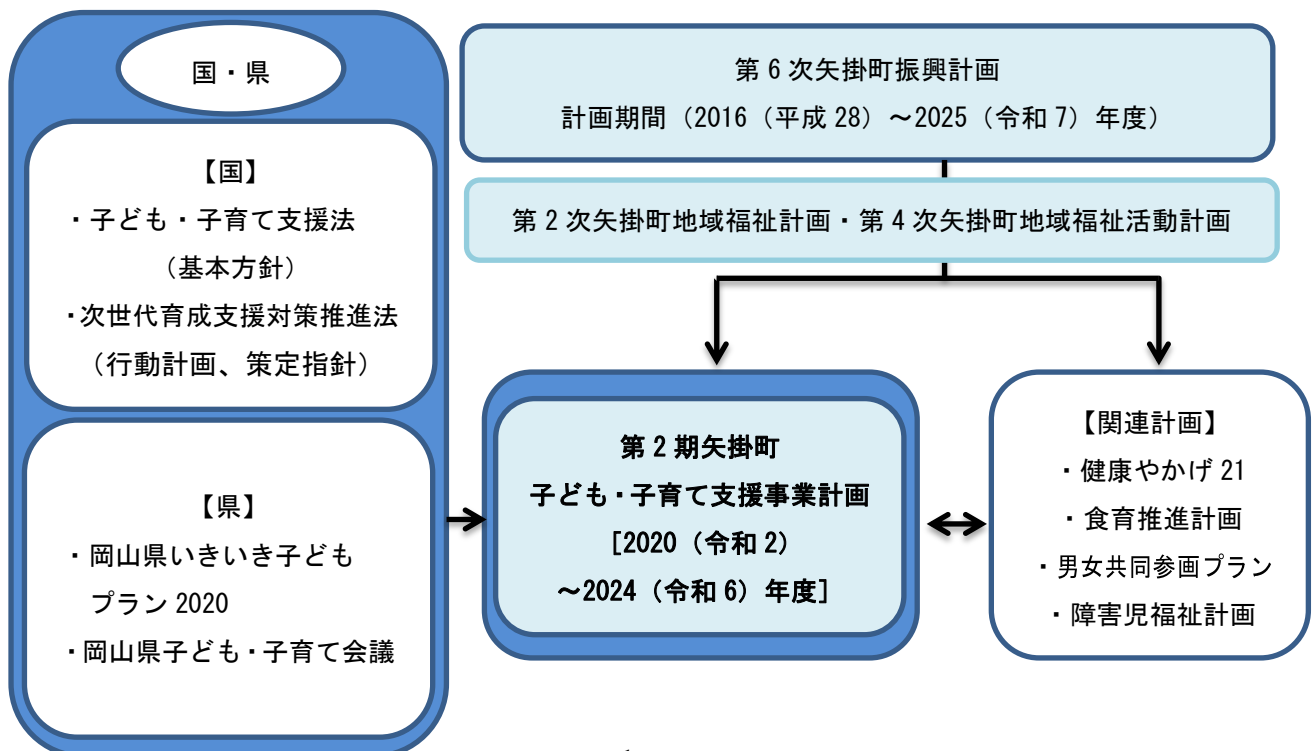 国・県
【国】
・子ども・子育て支援法
（基本方針）
・次世代育成支援対策推進法
（行動計画、策定指針）
【県】
・岡山県いきいき子ども
プラン 2020
・岡山県子ども・子育て会議
第 6 次矢掛町振興計画
計画期間（2016（平成 28）～2025（令和 7）年度）
第 2 次矢掛町地域福祉計画・第 4 次矢掛町地域福祉活動計画
第 2 期矢掛町
子ども・子育て支援事業計画
[2020（令和 2）
～2024（令和 6）年度]
【関連計画】
・健康やかげ 21
・食育推進計画
・男女共同参画プラン
・障害児福祉計画